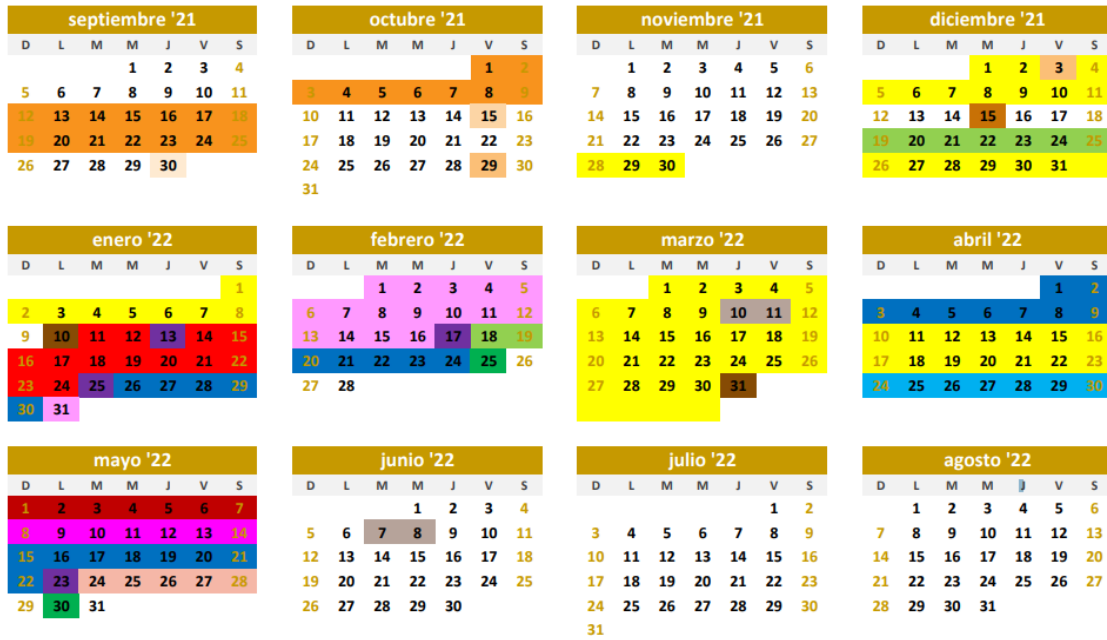 septiembre '21
D L M M J V S
1 2 3 4
5 6 7 8 9 10 11
12 13 14 15 16 17 18
19 20 21 22 23 24 25
26 27 28 29 30
octubre '21
D L M M J V S
1 2
3 4 5 6 7 8 9
10 11 12 13 14 15 16
17 18 19 20 21 22 23
24 25 26 27 28 29 30
31
noviembre '21
D L M M J V S
1 2 3 4 5 6
7 8 9 10 11 12 13
14 15 16 17 18 19 20
21 22 23 24 25 26 27
28 29 30
diciembre '21
D L M M J V S
1 2 3 4
5 6 7 8 9 10 11
12 13 14 15 16 17 18
19 20 21 22 23 24 25
26 27 28 29 30 31
enero '22
D L M M J V S
1
2 3 4 5 6 7 8
9 10 11 12 13 14 15
16 17 18 19 20 21 22
23 24 25 26 27 28 29
30 31
febrero '22
D L M M J V S
1 2 3 4 5
6 7 8 9 10 11 12
13 14 15 16 17 18 19
20 21 22 23 24 25 26
27 28
marzo '22
D L M M J V S
1 2 3 4 5
6 7 8 9 10 11 12
13 14 15 16 17 18 19
20 21 22 23 24 25 26
27 28 29 30 31
abril '22
D L M M J V S
1 2
3 4 5 6 7 8 9
10 11 12 13 14 15 16
17 18 19 20 21 22 23
24 25 26 27 28 29 30
mayo '22
D L M M J V S
1 2 3 4 5 6 7
8 9 10 11 12 13 14
15 16 17 18 19 20 21
22 23 24 25 26 27 28
29 30 31
junio '22
D L M M J V S
1 2 3 4
5 6 7 8 9 10 11
12 13 14 15 16 17 18
19 20 21 22 23 24 25
26 27 28 29 30
julio '22
D L M M J V S
1 2
3 4 5 6 7 8 9
10 11 12 13 14 15 16
17 18 19 20 21 22 23
24 25 26 27 28 29 30
31
agosto '22
D L M M J V S
1 2 3 4 5 6
7 8 9 10 11 12 13
14 15 16 17 18 19 20
21 22 23 24 25 26 27
28 29 30 31